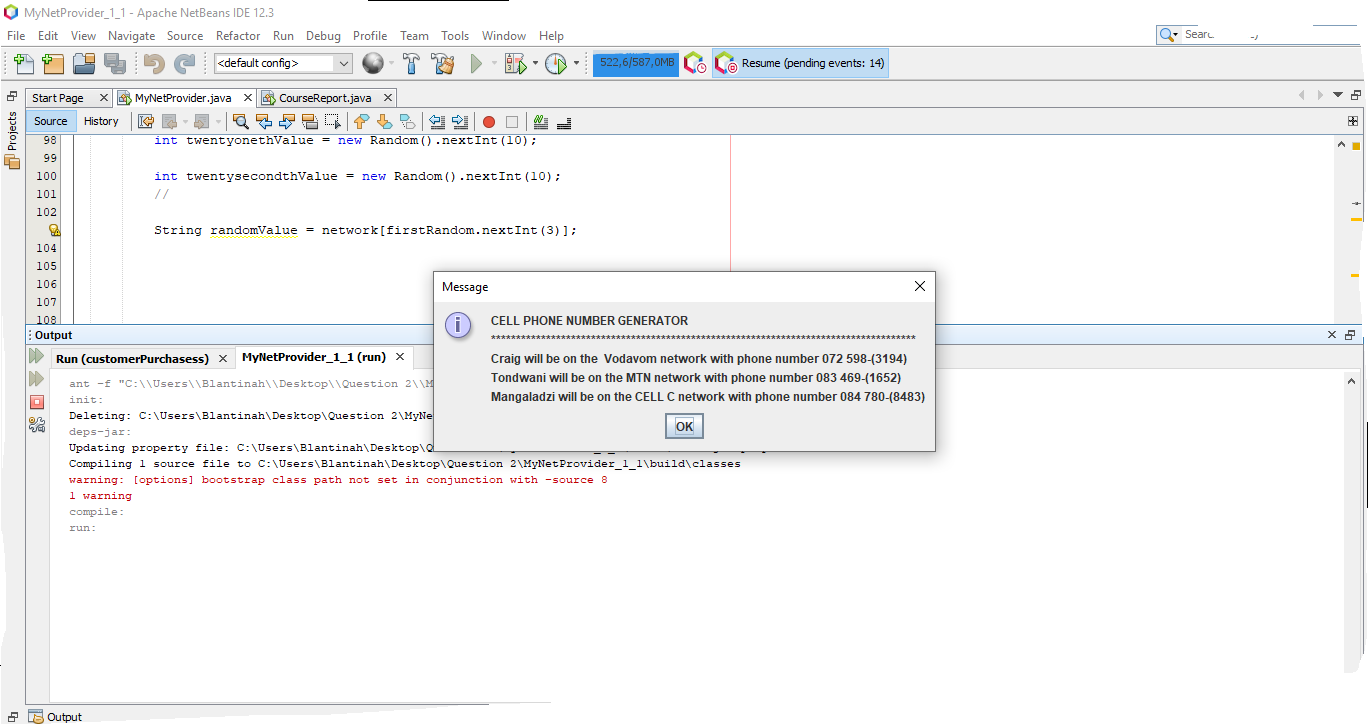 MyNetProvider_1_1 - Apache NetBeans IDE 12.3
File Edit View Navigate Source Refactor Run Debug Profile Team Tools Window Help
<default config> 522,6/587,0MB Resume (pending events: 14)
Start Page MyNetProvider.java CourseReport.java
Projects
Source History
98 int twentyonethValue = new Random().nextInt(10);
99
100 int twentysecondthValue = new Random().nextInt(10);
101 //
102
String randomValue = network[firstRandom.nextInt(3)];
104
105
106
107
108
Message
CELL PHONE NUMBER GENERATOR
*************************************************************************************
Craig will be on the  Vodavom network with phone number 072 598-(3194)
Tondwani will be on the MTN network with phone number 083 469-(1652)
Mangaladzi will be on the CELL C network with phone number 084 780-(8483)
OK
Output
Run (customerPurchasess) MyNetProvider_1_1 (run)
ant -f "C:\\Users\\Blantinah\\Desktop\\Question 2\\M
init:
Deleting: C:\Users\Blantinah\Desktop\Question 2\MyNe
deps-jar:
Updating property file: C:\Users\Blantinah\Desktop\Q
Compiling 1 source file to C:\Users\Blantinah\Desktop\Question 2\MyNetProvider_1_1\build\classes
warning: [options] bootstrap class path not set in conjunction with -source 8
1 warning
compile:
run:
Output